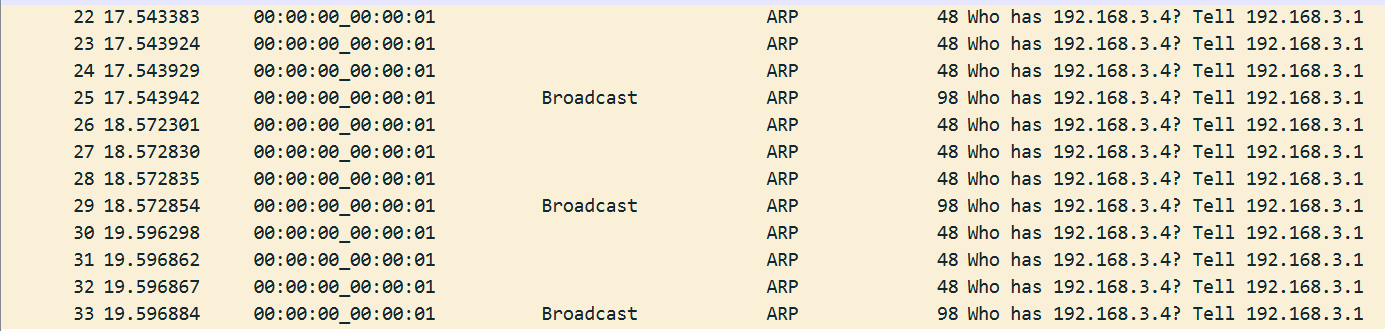 22 17.543383 00:00:00_00:00:01 ARP 48 Who has 192.168.3.4? Tell 192.168.3.1
23 17.543924 00:00:00_00:00:01 ARP 48 Who has 192.168.3.4? Tell 192.168.3.1
24 17.543929 00:00:00_00:00:01 ARP 48 Who has 192.168.3.4? Tell 192.168.3.1
25 17.543942 00:00:00_00:00:01 Broadcast ARP 98 Who has 192.168.3.4? Tell 192.168.3.1
26 18.572301 00:00:00_00:00:01 ARP 48 Who has 192.168.3.4? Tell 192.168.3.1
27 18.572830 00:00:00_00:00:01 ARP 48 Who has 192.168.3.4? Tell 192.168.3.1
28 18.572835 00:00:00_00:00:01 ARP 48 Who has 192.168.3.4? Tell 192.168.3.1
29 18.572854 00:00:00_00:00:01 Broadcast ARP 98 Who has 192.168.3.4? Tell 192.168.3.1
30 19.596298 00:00:00_00:00:01 ARP 48 Who has 192.168.3.4? Tell 192.168.3.1
31 19.596862 00:00:00_00:00:01 ARP 48 Who has 192.168.3.4? Tell 192.168.3.1
32 19.596867 00:00:00_00:00:01 ARP 48 Who has 192.168.3.4? Tell 192.168.3.1
33 19.596884 00:00:00_00:00:01 Broadcast ARP 98 Who has 192.168.3.4? Tell 192.168.3.1